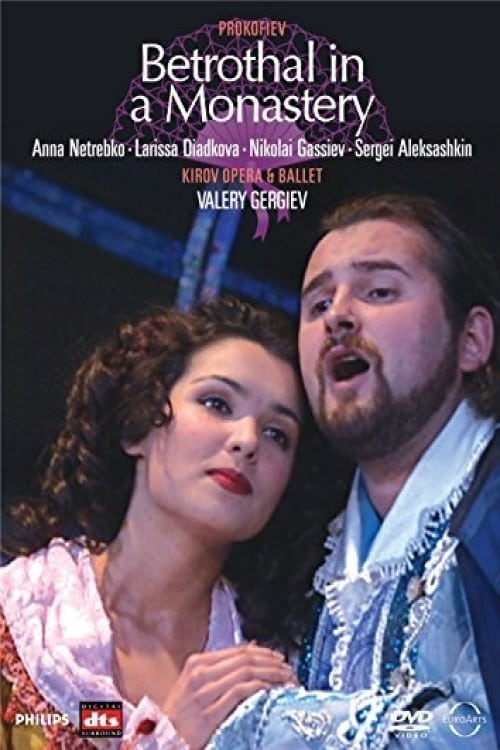 PROKOFIEV
Betrothal in
a Monastery
Anna Netrebko · Larissa Diadkova · Nikolai Gassiev · Sergei Aleksashkin
KIROV OPERA & BALLET
VALERY GERGIEV
PHILIPS
DIGITAL
dts
SURROUND
DVD
VIDEO
EUROARTS